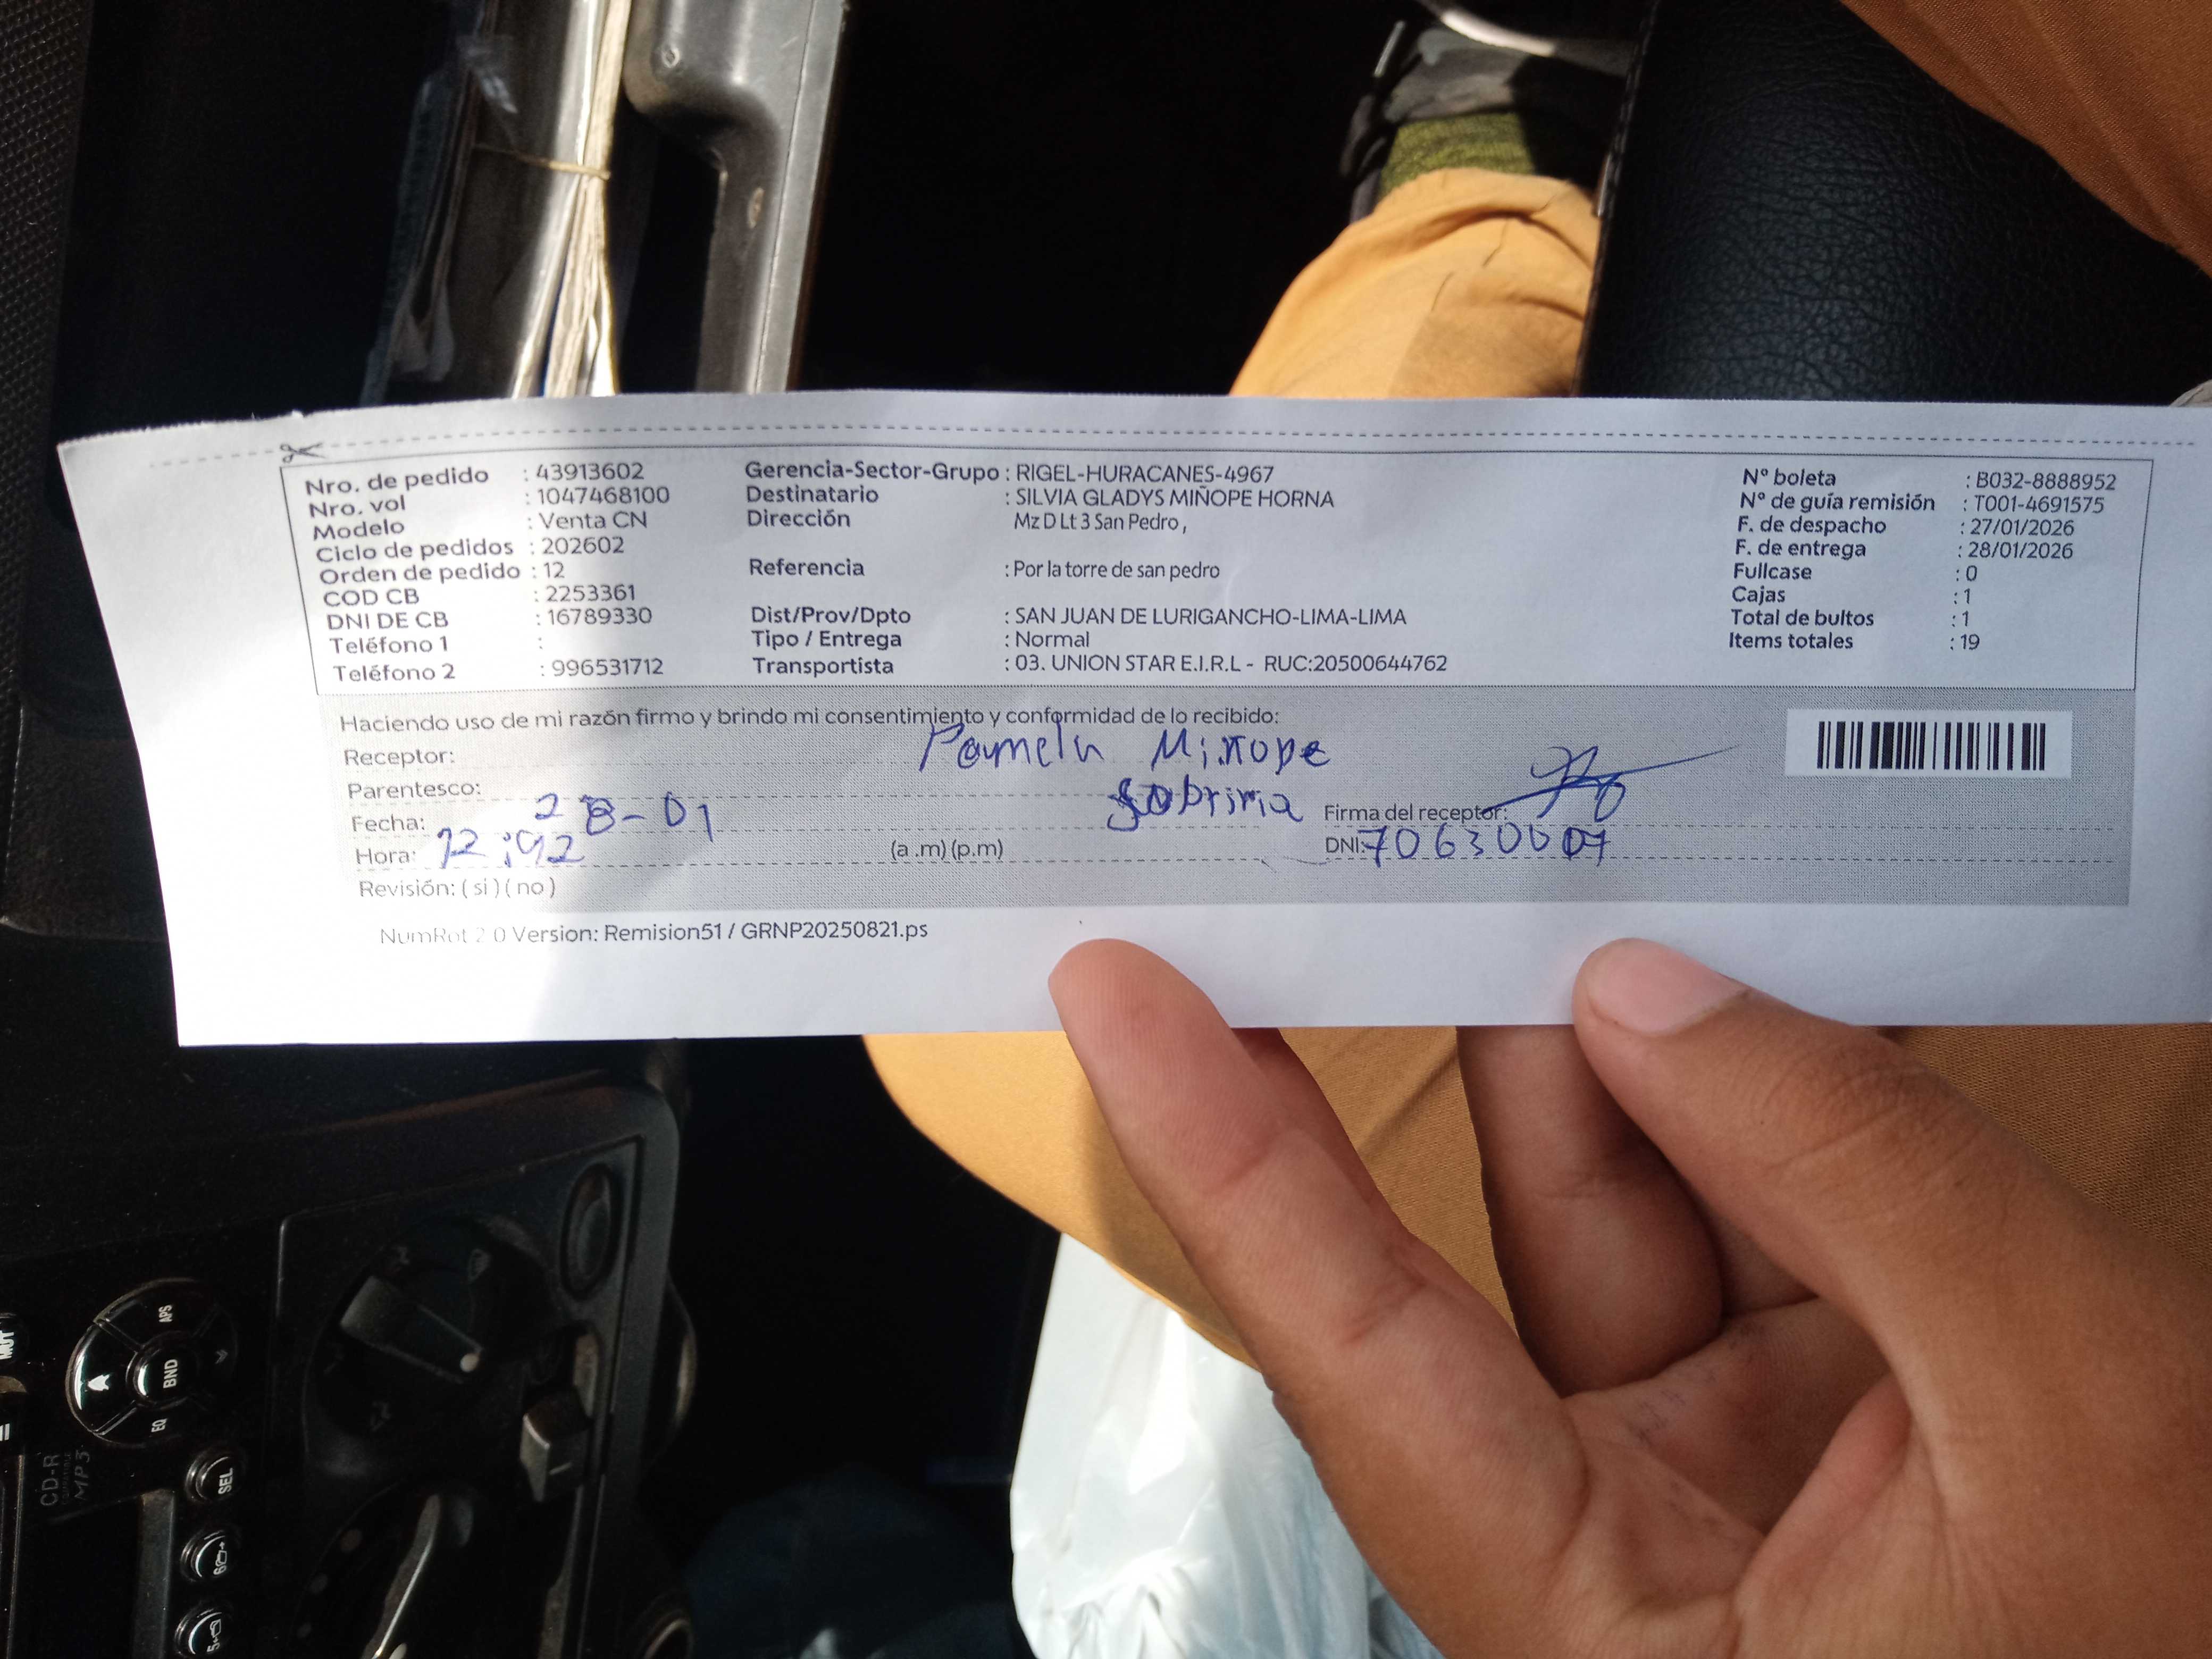 Nro. de pedido : 43913602
Nro. vol : 1047468100
Modelo : Venta CN
Ciclo de pedidos : 202602
Orden de pedido : 12
COD CB : 2253361
DNI DE CB : 16789330
Teléfono 1 :
Teléfono 2 : 996531712
Gerencia-Sector-Grupo : RIGEL-HURACANES-4967
Destinatario : SILVIA GLADYS MIÑOPE HORNA
Dirección Mz D Lt 3 San Pedro ,
Referencia : Por la torre de san pedro
Dist/Prov/Dpto : SAN JUAN DE LURIGANCHO-LIMA-LIMA
Tipo / Entrega : Normal
Transportista : 03. UNION STAR E.I.R.L - RUC:20500644762
Nº boleta : B032-8888952
Nº de guía remisión : T001-4691575
F. de despacho : 27/01/2026
F. de entrega : 28/01/2026
Fullcase : 0
Cajas : 1
Total de bultos : 1
Items totales : 19
Haciendo uso de mi razón firmo y brindo mi consentimiento y conformidad de lo recibido:
Receptor: Pamela Miñope
Parentesco: Sobrina
Fecha: 28-01
Firma del receptor:
Hora: (a .m) (p.m)
DNI:
Revisión: ( si ) ( no )
NumRot 2.0 Version: Remision51 / GRNP20250821.ps
APS
BND
EQ
SEL
CD-R
MP3